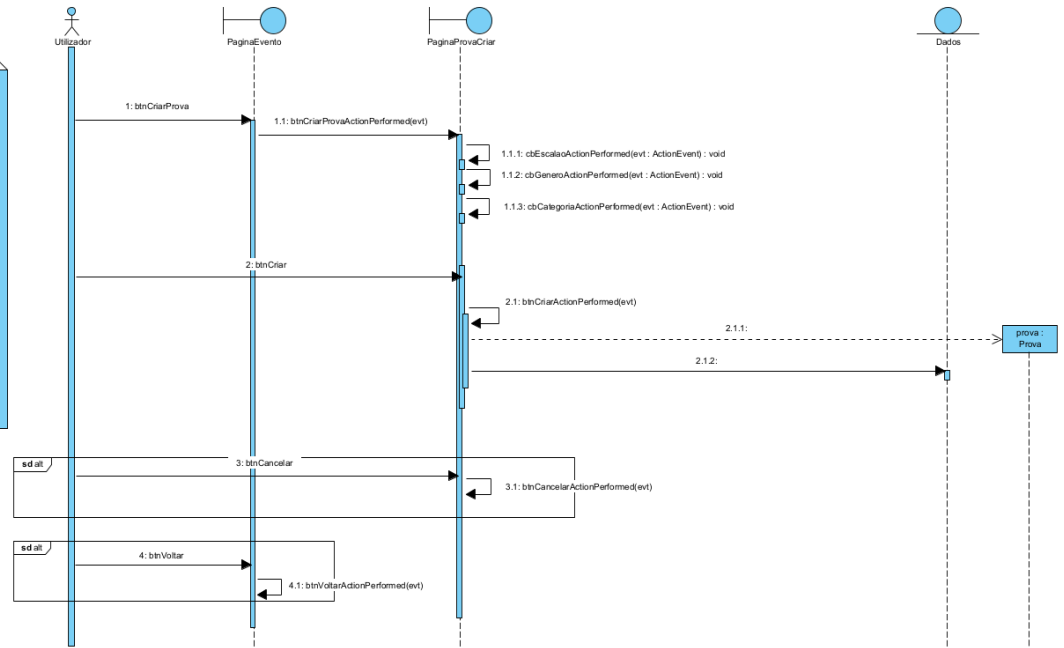 Utilizador
PaginaEvento
PaginaProvaCriar
Dados
1: btnCriarProva
1.1: btnCriarProvaActionPerformed(evt)
1.1.1: cbEscalaoActionPerformed(evt : ActionEvent) : void
1.1.2: cbGeneroActionPerformed(evt : ActionEvent) : void
1.1.3: cbCategoriaActionPerformed(evt : ActionEvent) : void
2: btnCriar
2.1: btnCriarActionPerformed(evt)
2.1.1:
prova :
Prova
2.1.2:
sd alt
3: btnCancelar
3.1: btnCancelarActionPerformed(evt)
sd alt
4: btnVoltar
4.1: btnVoltarActionPerformed(evt)